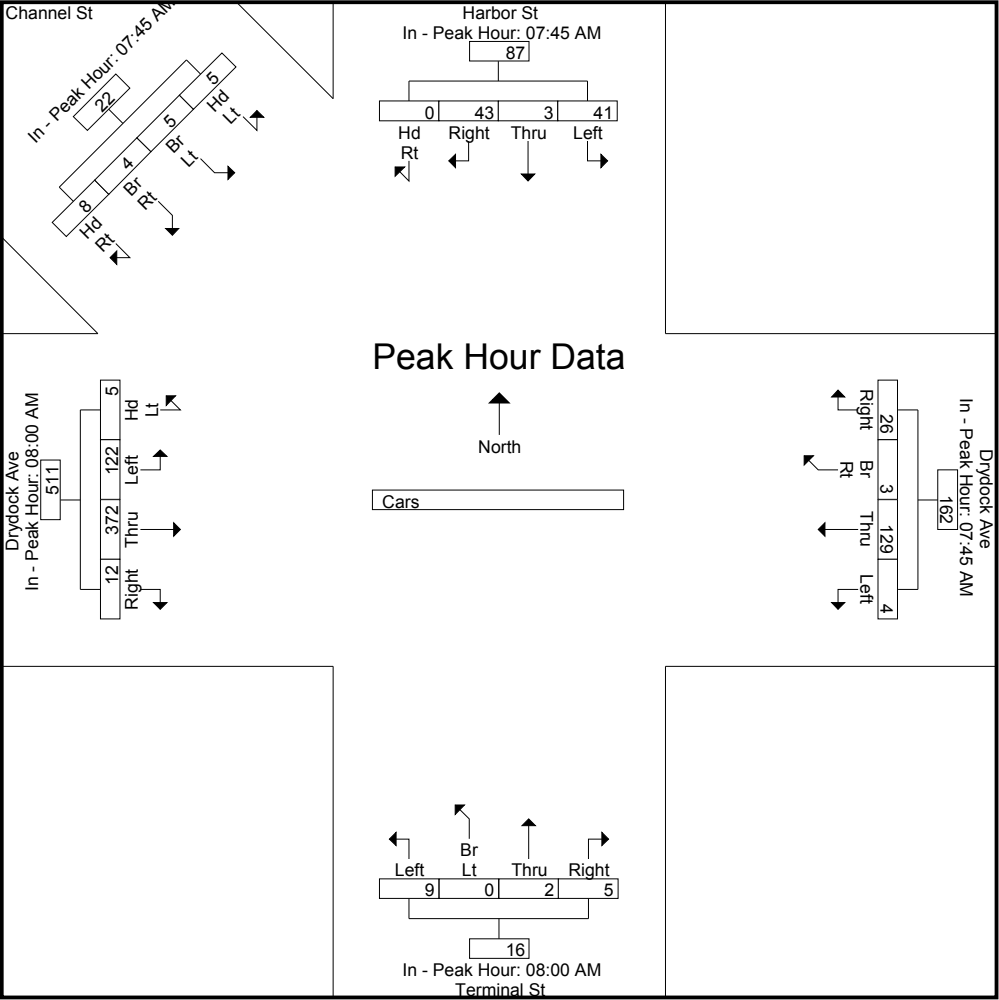 Channel St
In - Peak Hour: 07:45 AM
22
5
5
4
8
Hd
Lt
Br
Lt
Br
Rt
Hd
Rt
Harbor St
In - Peak Hour: 07:45 AM
87
0 43 3 41
Hd Right Thru Left
Rt
Peak Hour Data
North
Cars
Drydock Ave
In - Peak Hour: 08:00 AM
511
5 122 372 12
Hd Left Thru Right
Lt
Drydock Ave
In - Peak Hour: 07:45 AM
162
26 3 129 4
Right Br Thru Left
Rt
Br
Left Lt Thru Right
9 0 2 5
16
In - Peak Hour: 08:00 AM
Terminal St